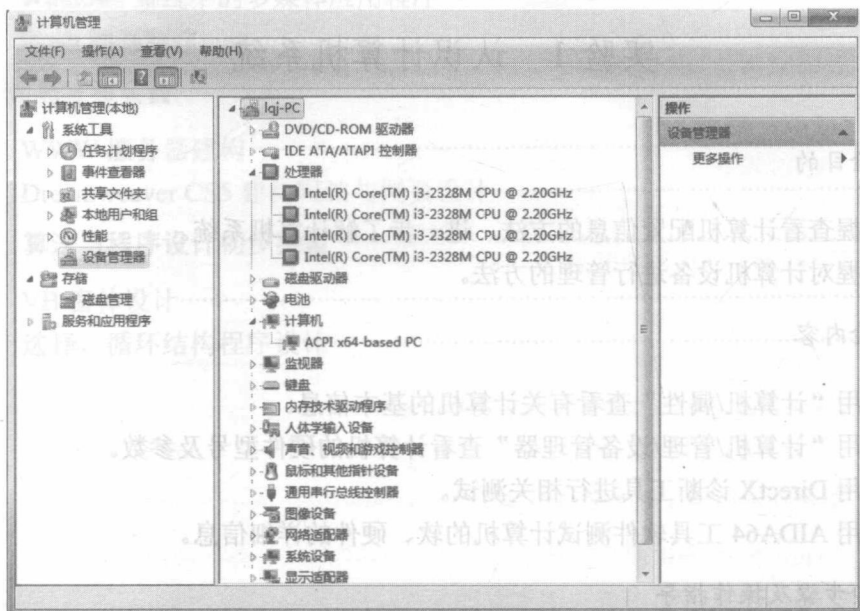 计算机管理
文件(F) 操作(A) 查看(V) 帮助(H)
计算机管理(本地)
系统工具
任务计划程序
事件查看器
共享文件夹
本地用户和组
性能
设备管理器
存储
磁盘管理
服务和应用程序
lqj-PC
DVD/CD-ROM 驱动器
IDE ATA/ATAPI 控制器
处理器
Intel(R) Core(TM) i3-2328M CPU @ 2.20GHz
Intel(R) Core(TM) i3-2328M CPU @ 2.20GHz
Intel(R) Core(TM) i3-2328M CPU @ 2.20GHz
Intel(R) Core(TM) i3-2328M CPU @ 2.20GHz
磁盘驱动器
电池
计算机
ACPI x64-based PC
监视器
键盘
内存技术驱动程序
人体学输入设备
声音、视频和游戏控制器
鼠标和其他指针设备
通用串行总线控制器
图像设备
网络适配器
系统设备
显示适配器
操作
设备管理器
更多操作